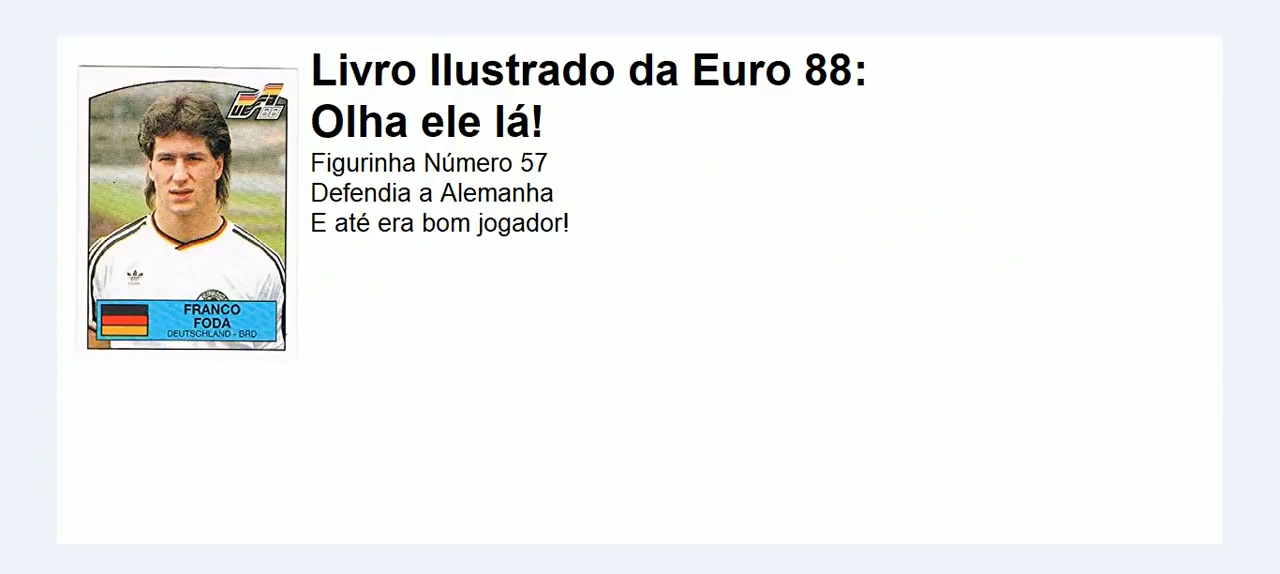 Livro Ilustrado da Euro 88:
Olha ele lá!
Figurinha Número 57
Defendia a Alemanha
E até era bom jogador!
88
FRANCO
FODA
DEUTSCHLAND - BRD